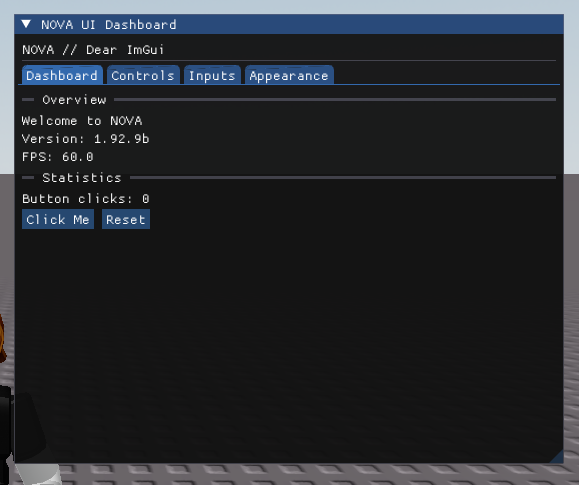 NOVA UI Dashboard
NOVA // Dear ImGui
Dashboard Controls Inputs Appearance
Overview
Welcome to NOVA
Version: 1.92.9b
FPS: 60.0
Statistics
Button clicks: 0
Click Me Reset